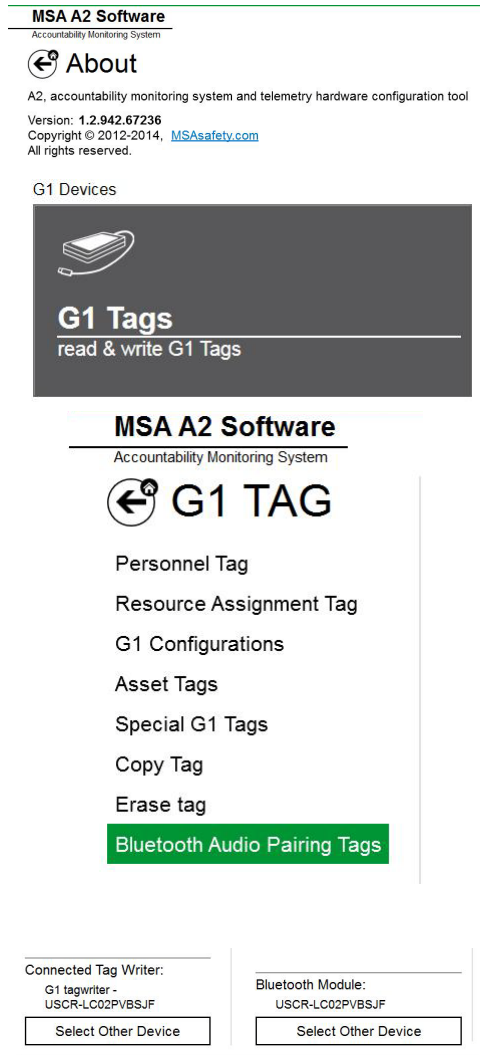 MSA A2 Software
Accountability Monitoring System
About
A2, accountability monitoring system and telemetry hardware configuration tool
Version: 1.2.942.67236
Copyright © 2012-2014, MSAsafety.com
All rights reserved.
G1 Devices
G1 Tags
read & write G1 Tags
MSA A2 Software
Accountability Monitoring System
G1 TAG
Personnel Tag
Resource Assignment Tag
G1 Configurations
Asset Tags
Special G1 Tags
Copy Tag
Erase tag
Bluetooth Audio Pairing Tags
Connected Tag Writer:
G1 tagwriter -
USCR-LC02PVBSJF
Select Other Device
Bluetooth Module:
USCR-LC02PVBSJF
Select Other Device